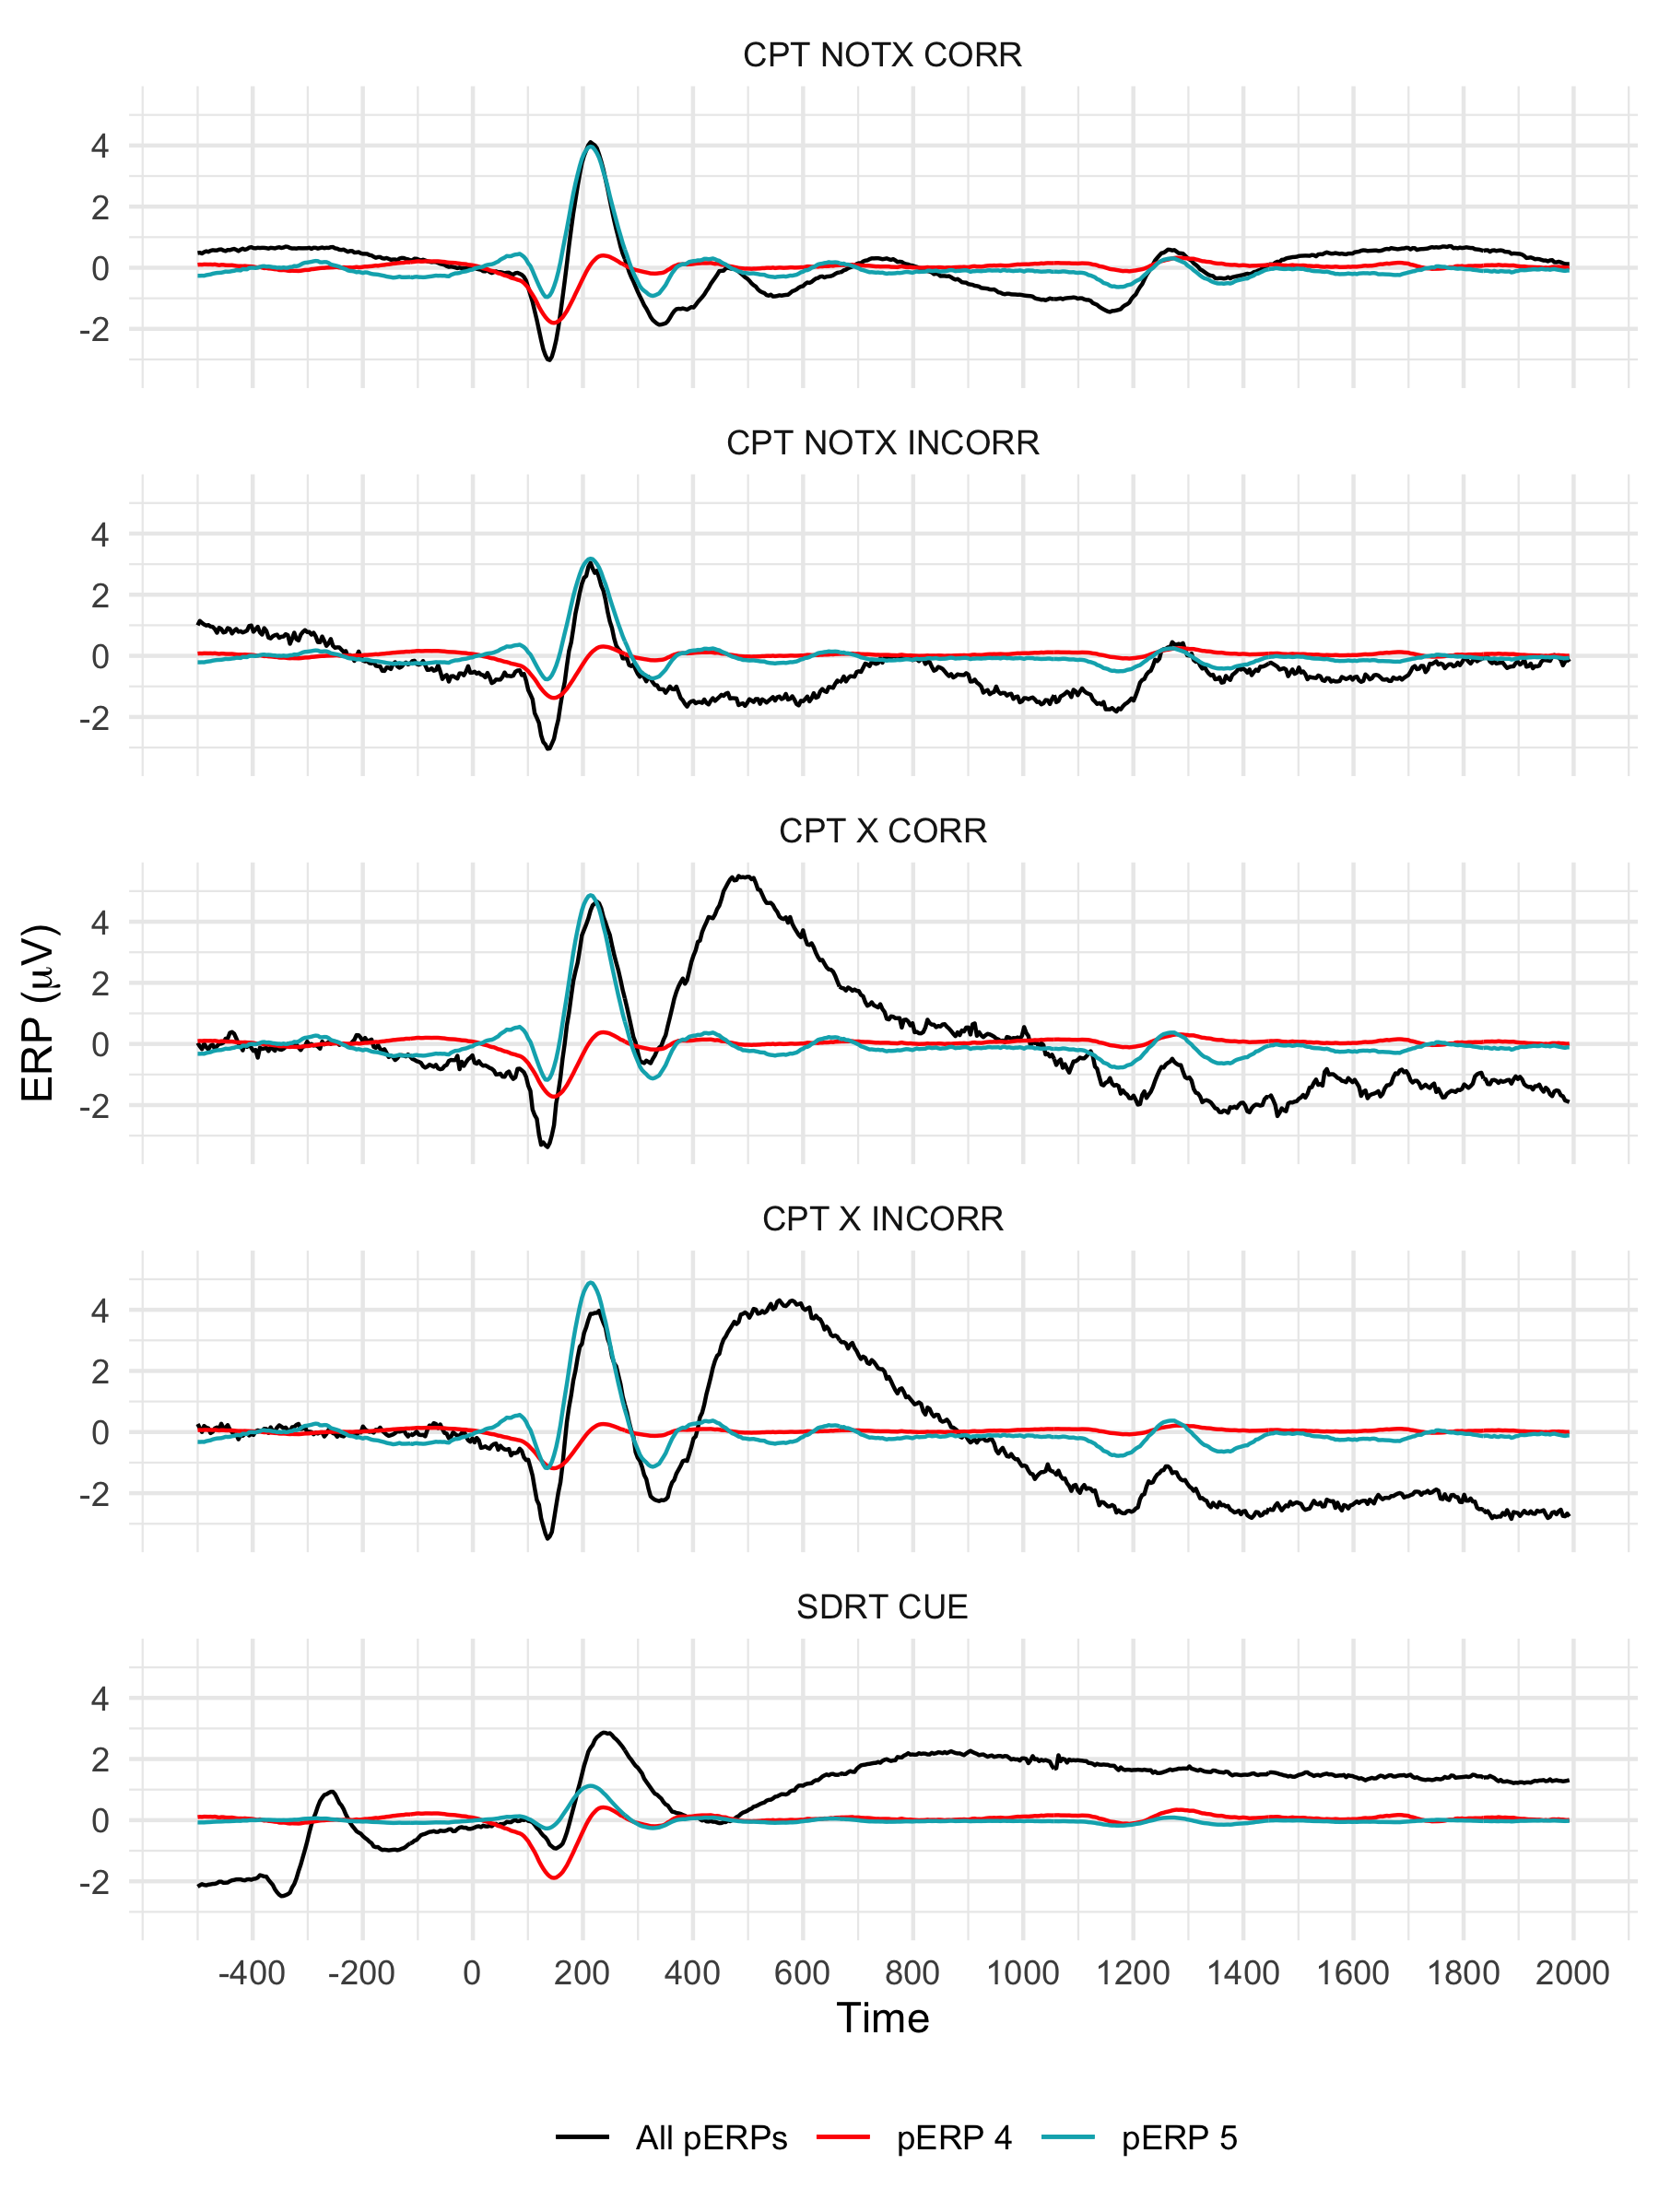 CPT NOTX CORR
4
2
0
-2
CPT NOTX INCORR
4
2
0
-2
CPT X CORR
4
2
0
-2
CPT X INCORR
4
2
0
-2
SDRT CUE
4
2
0
-2
ERP (μV)
-400 -200 0 200 400 600 800 1000 1200 1400 1600 1800 2000
Time
All pERPs pERP 4 pERP 5